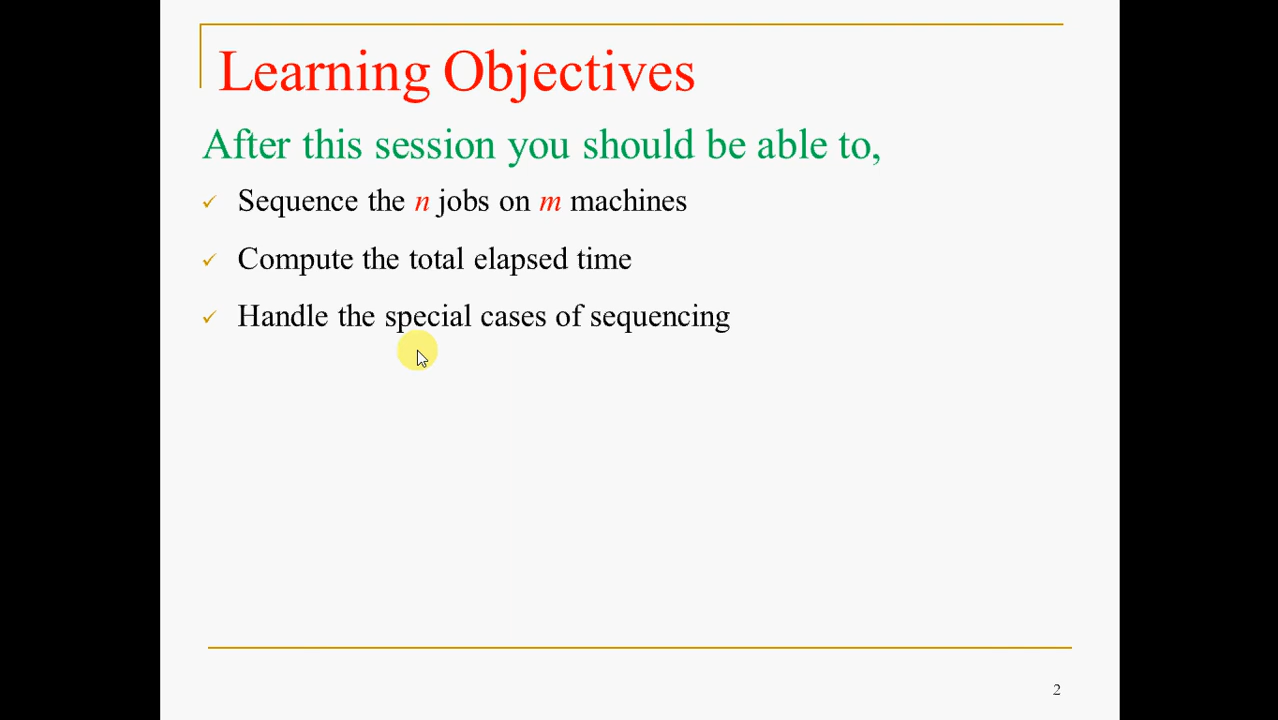 Learning Objectives
After this session you should be able to,
✓ Sequence the n jobs on m machines
✓ Compute the total elapsed time
✓ Handle the special cases of sequencing
2